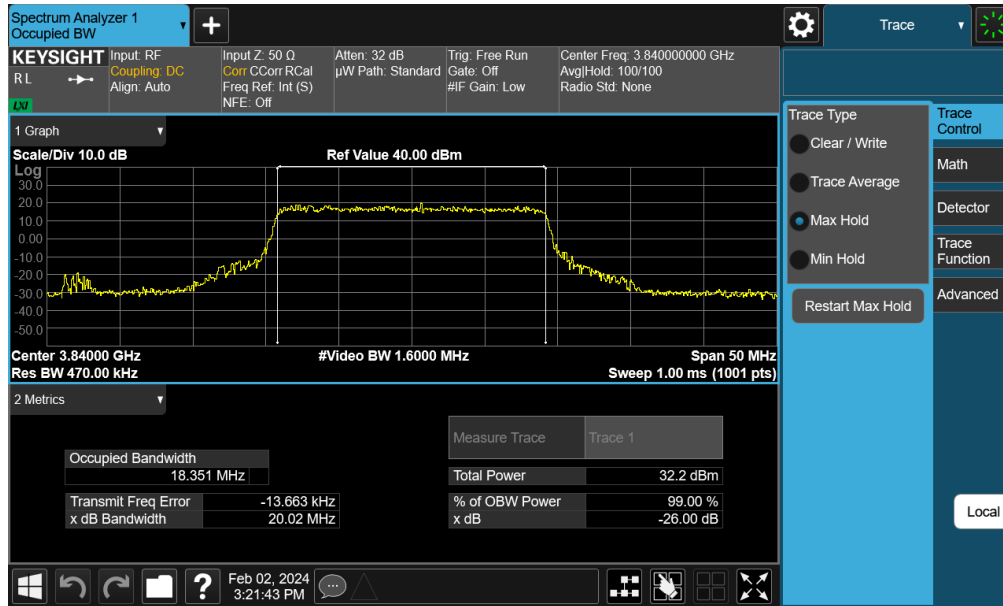 Spectrum Analyzer 1
Occupied BW
Trace
KEYSIGHT
R L
LXI
Input: RF
Coupling: DC
Align: Auto
Input Z: 50 Ω
Corr CCorr RCal
Freq Ref: Int (S)
NFE: Off
Atten: 32 dB
µW Path: Standard
Trig: Free Run
Gate: Off
#IF Gain: Low
Center Freq: 3.840000000 GHz
Avg|Hold: 100/100
Radio Std: None
1 Graph
Scale/Div 10.0 dB
Ref Value 40.00 dBm
Log
30.0
20.0
10.0
0.00
-10.0
-20.0
-30.0
-40.0
-50.0
Center 3.84000 GHz
#Video BW 1.6000 MHz
Span 50 MHz
Res BW 470.00 kHz
Sweep 1.00 ms (1001 pts)
2 Metrics
Measure Trace
Trace 1
Occupied Bandwidth
18.351 MHz
Total Power
32.2 dBm
Transmit Freq Error
-13.663 kHz
% of OBW Power
99.00 %
x dB Bandwidth
20.02 MHz
x dB
-26.00 dB
Trace Type
Clear / Write
Trace Average
Max Hold
Min Hold
Restart Max Hold
Trace
Control
Math
Detector
Trace
Function
Advanced
Local
?
Feb 02, 2024
3:21:43 PM